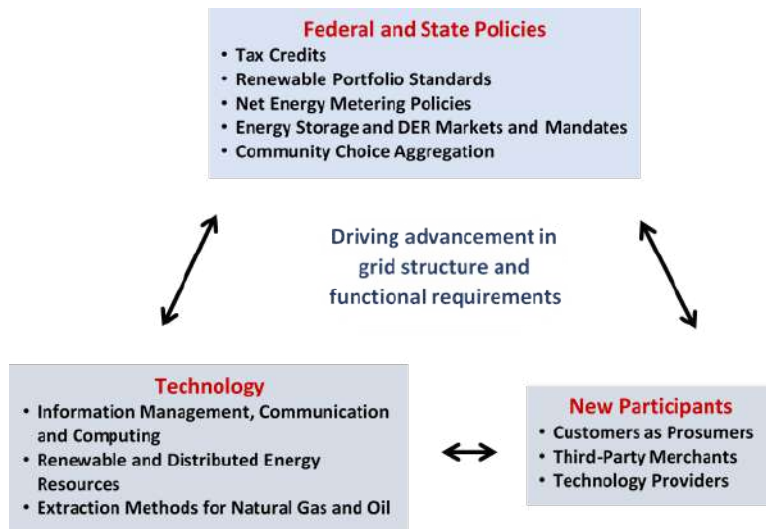 Federal and State Policies
• Tax Credits
• Renewable Portfolio Standards
• Net Energy Metering Policies
• Energy Storage and DER Markets and Mandates
• Community Choice Aggregation
Driving advancement in
grid structure and
functional requirements
Technology
• Information Management, Communication
and Computing
• Renewable and Distributed Energy
Resources
• Extraction Methods for Natural Gas and Oil
New Participants
• Customers as Prosumers
• Third-Party Merchants
• Technology Providers